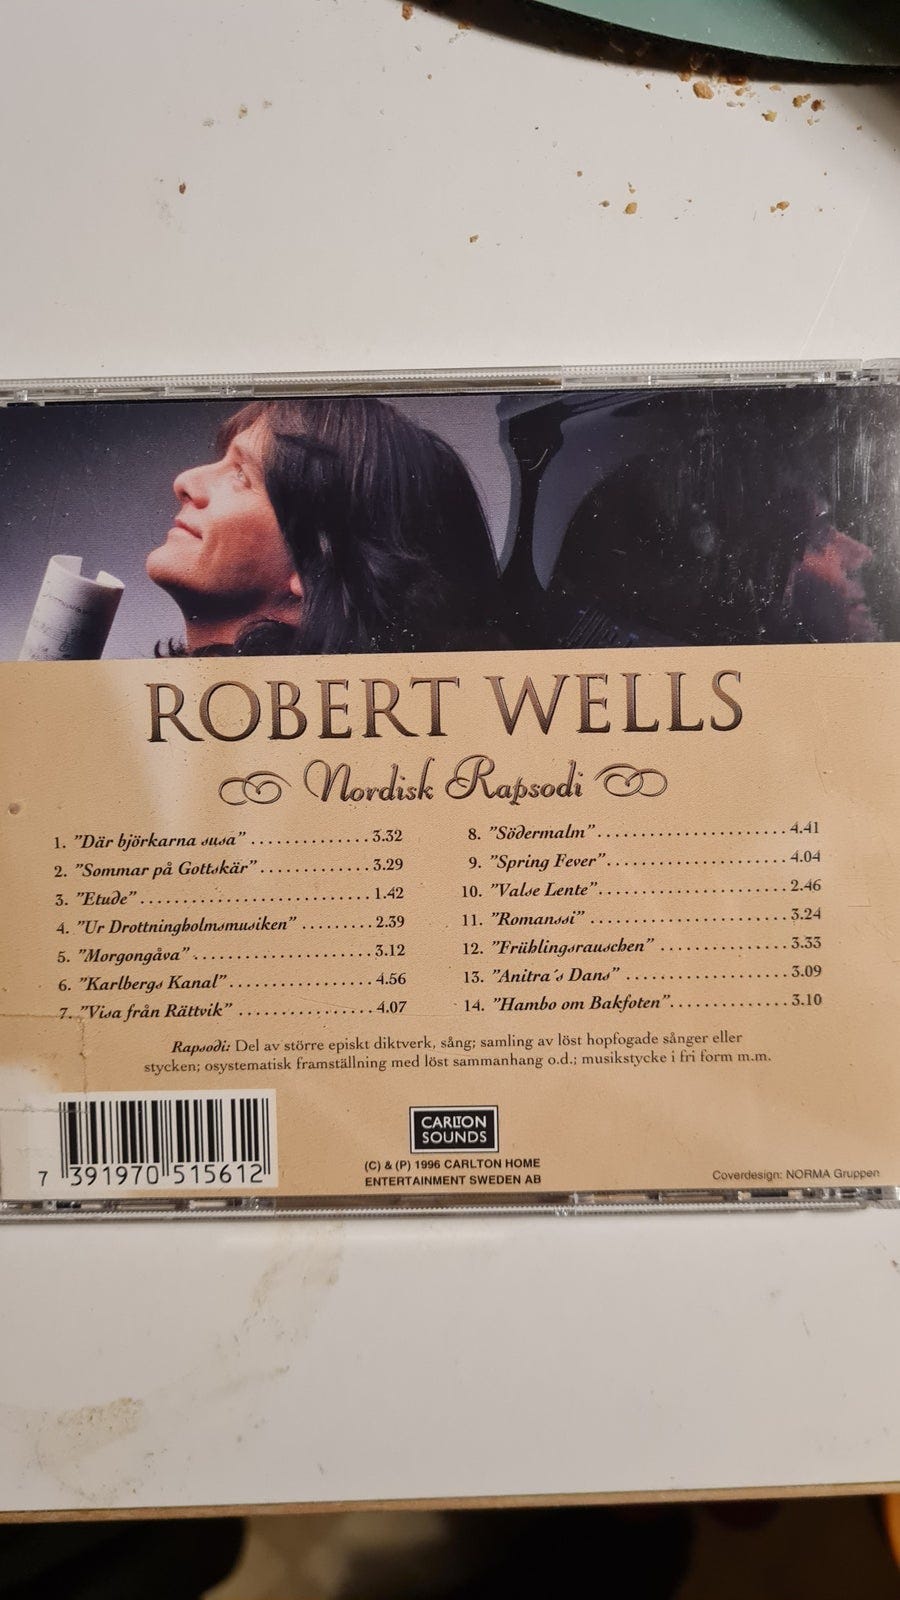 ROBERT WELLS
Nordisk Rapsodi
1. "Där björkarna susa" ............ 3.32
2. "Sommar på Gottskär" ............ 3.29
3. "Etude" ............ 1.42
4. "Ur Drottningholmsmusiken" ......... 2.39
5. "Morgongåva" ............ 3.12
6. "Karlbergs Kanal" ............ 4.56
7. "Visa från Rättvik" ............ 4.07
8. "Södermalm" ............ 4.41
9. "Spring Fever" ............ 4.04
10. "Valse Lente" ............ 2.46
11. "Romanssi" ............ 3.24
12. "Frühlingsrauschen" ............ 3.33
13. "Anitra´s Dans" ............ 3.09
14. "Hambo om Bakfoten" ............ 3.10
Rapsodi: Del av större episkt diktverk, sång; samling av löst hopfogade sånger eller
stycken; osystematisk framställning med löst sammanhang o.d.; musikstycke i fri form m.m.
7 391970 515612
CARLTON
SOUNDS
(C) & (P) 1996 CARLTON HOME
ENTERTAINMENT SWEDEN AB
Coverdesign: NORMA Gruppen